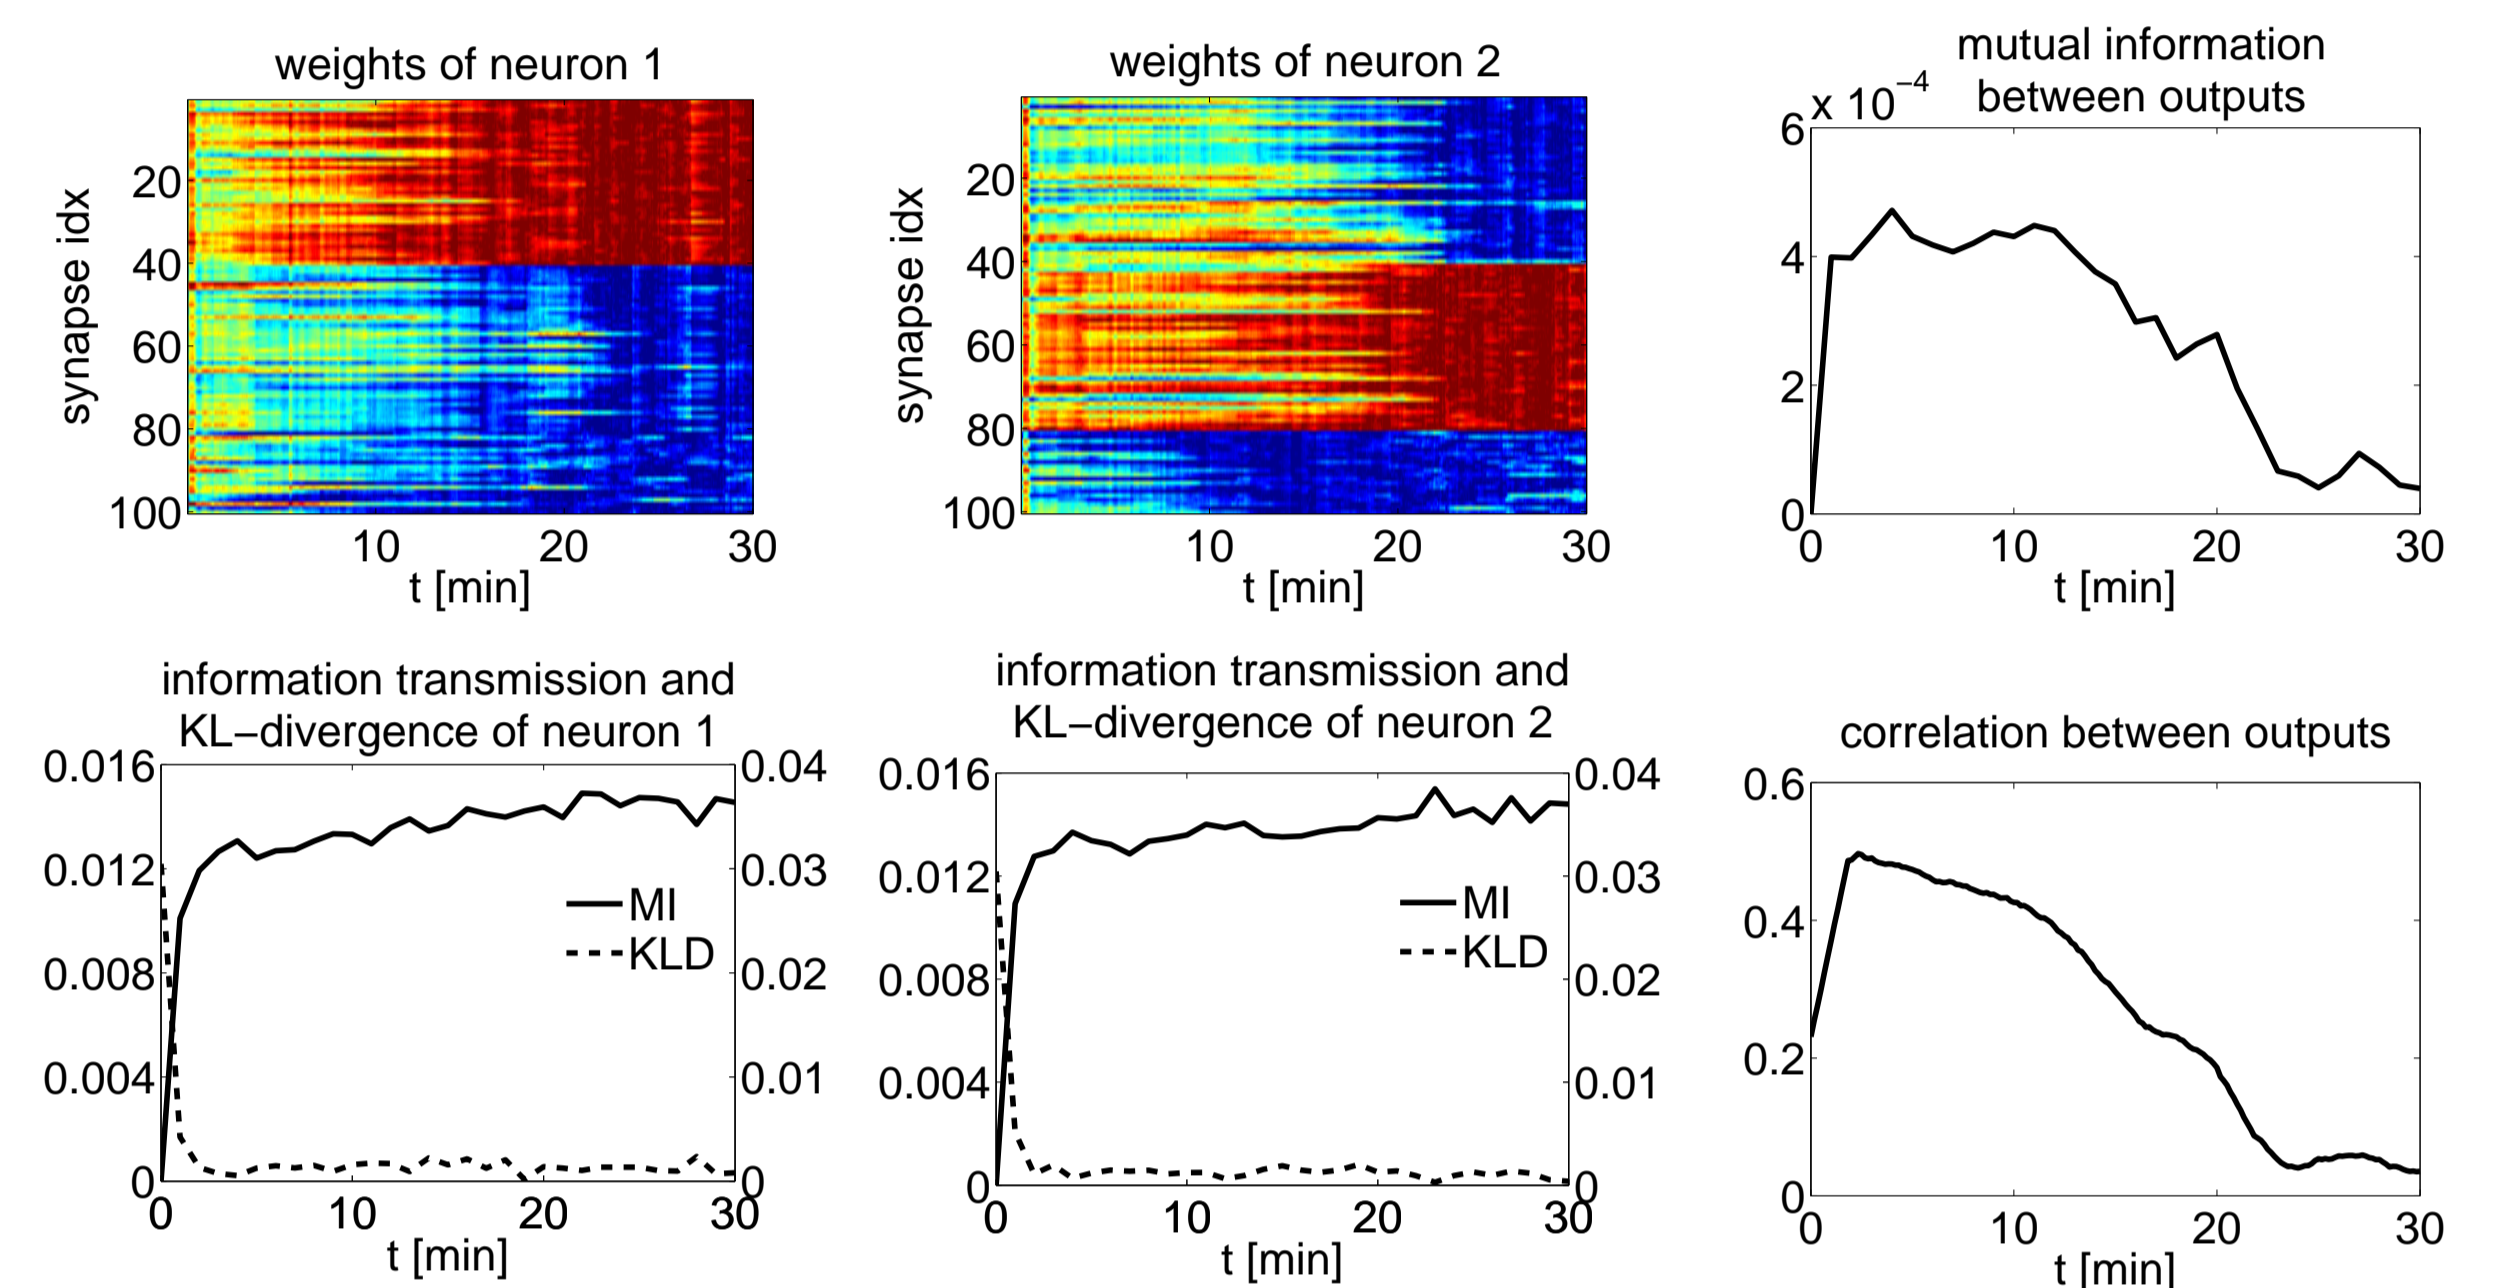 weights of neuron 1
synapse idx
20
40
60
80
100
10 20 30
t [min]
weights of neuron 2
synapse idx
20
40
60
80
100
10 20 30
t [min]
mutual information
between outputs
x 10−4
6
4
2
0
0 10 20 30
t [min]
information transmission and
KL−divergence of neuron 1
0.016 0.04
0.012 0.03
0.008 0.02
0.004 0.01
0 0
MI
KLD
0 10 20 30
t [min]
information transmission and
KL−divergence of neuron 2
0.016 0.04
0.012 0.03
0.008 0.02
0.004 0.01
0 0
MI
KLD
0 10 20 30
t [min]
correlation between outputs
0.6
0.4
0.2
0
0 10 20 30
t [min]